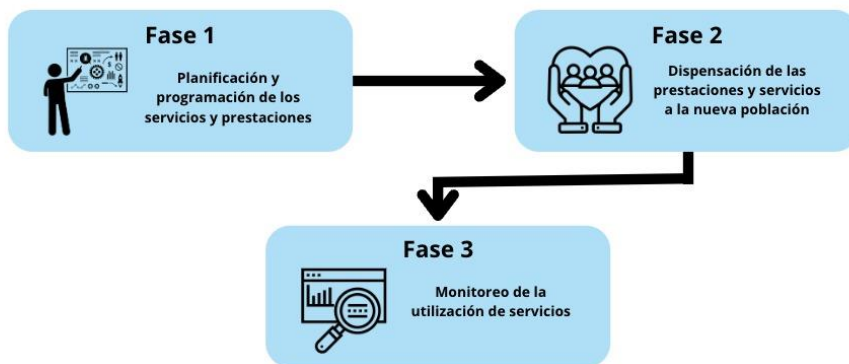 Fase 1
Planificación y
programación de los
servicios y prestaciones
Fase 2
Dispensación de las
prestaciones y servicios
a la nueva población
Fase 3
Monitoreo de la
utilización de servicios